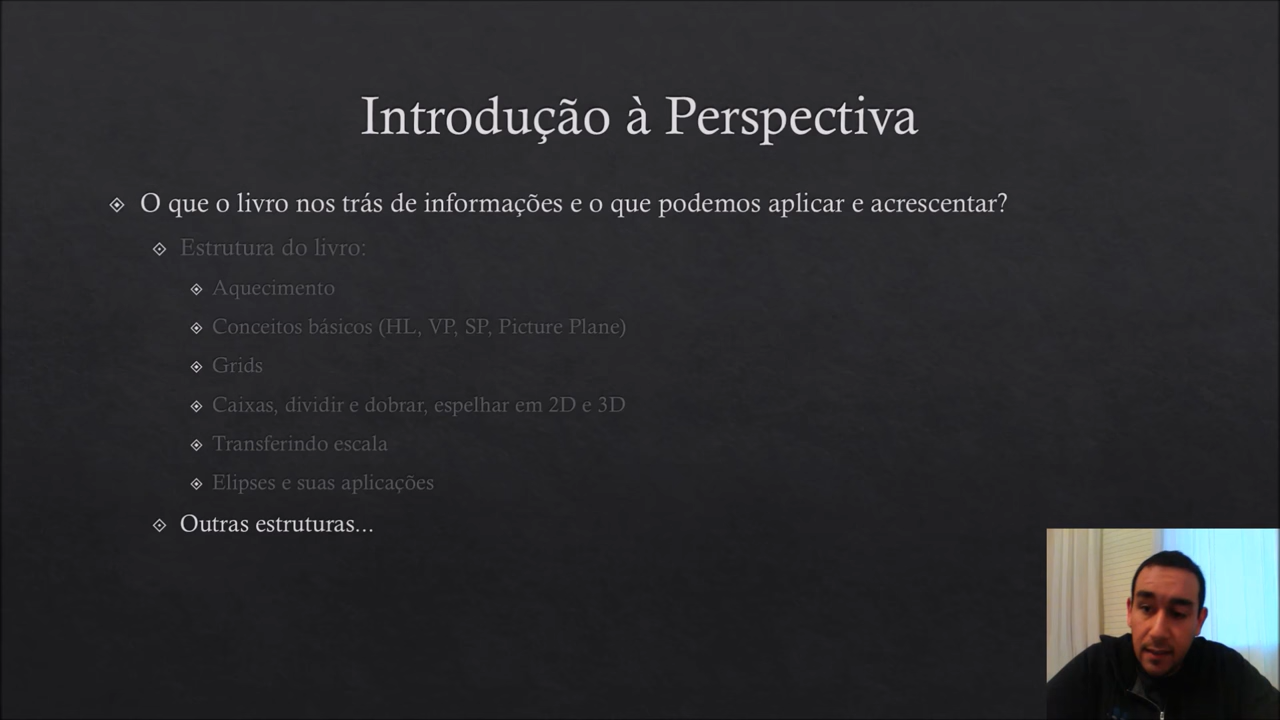 Introdução à Perspectiva
O que o livro nos trás de informações e o que podemos aplicar e acrescentar?
Estrutura do livro:
Aquecimento
Conceitos básicos (HL, VP, SP, Picture Plane)
Grids
Caixas, dividir e dobrar, espelhar em 2D e 3D
Transferindo escala
Elipses e suas aplicações
Outras estruturas...